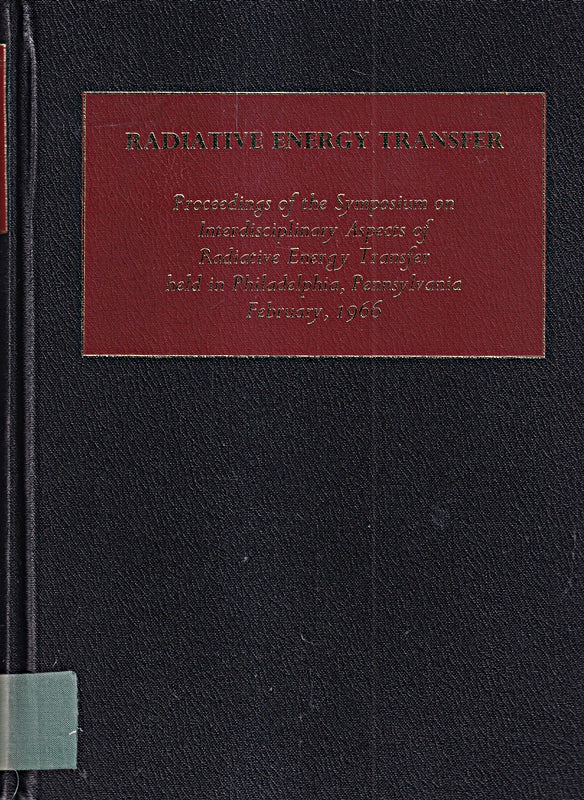 RADIATIVE ENERGY TRANSFER
Proceedings of the Symposium on
Interdisciplinary Aspects of
Radiative Energy Transfer
held in Philadelphia, Pennsylvania
February, 1966